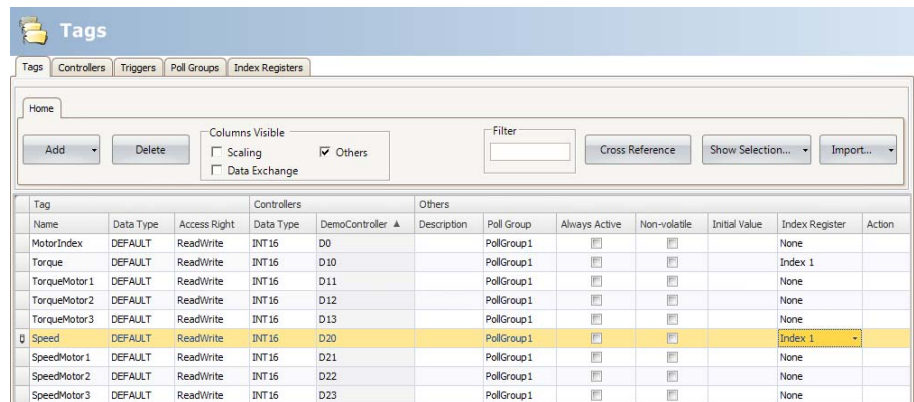 Tags
Tags Controllers Triggers Poll Groups Index Registers
Home
Add Delete Columns Visible Scaling Others Data Exchange Filter Cross Reference Show Selection... Import...
Tag Controllers Others
Name Data Type Access Right Data Type DemoController Description Poll Group Always Active Non-volatile Initial Value Index Register Action
MotorIndex DEFAULT ReadWrite INT16 D0 PollGroup1 None
Torque DEFAULT ReadWrite INT16 D10 PollGroup1 Index 1
TorqueMotor1 DEFAULT ReadWrite INT16 D11 PollGroup1 None
TorqueMotor2 DEFAULT ReadWrite INT16 D12 PollGroup1 None
TorqueMotor3 DEFAULT ReadWrite INT16 D13 PollGroup1 None
Speed DEFAULT ReadWrite INT16 D20 PollGroup1 Index 1
SpeedMotor1 DEFAULT ReadWrite INT16 D21 PollGroup1 None
SpeedMotor2 DEFAULT ReadWrite INT16 D22 PollGroup1 None
SpeedMotor3 DEFAULT ReadWrite INT16 D23 PollGroup1 None